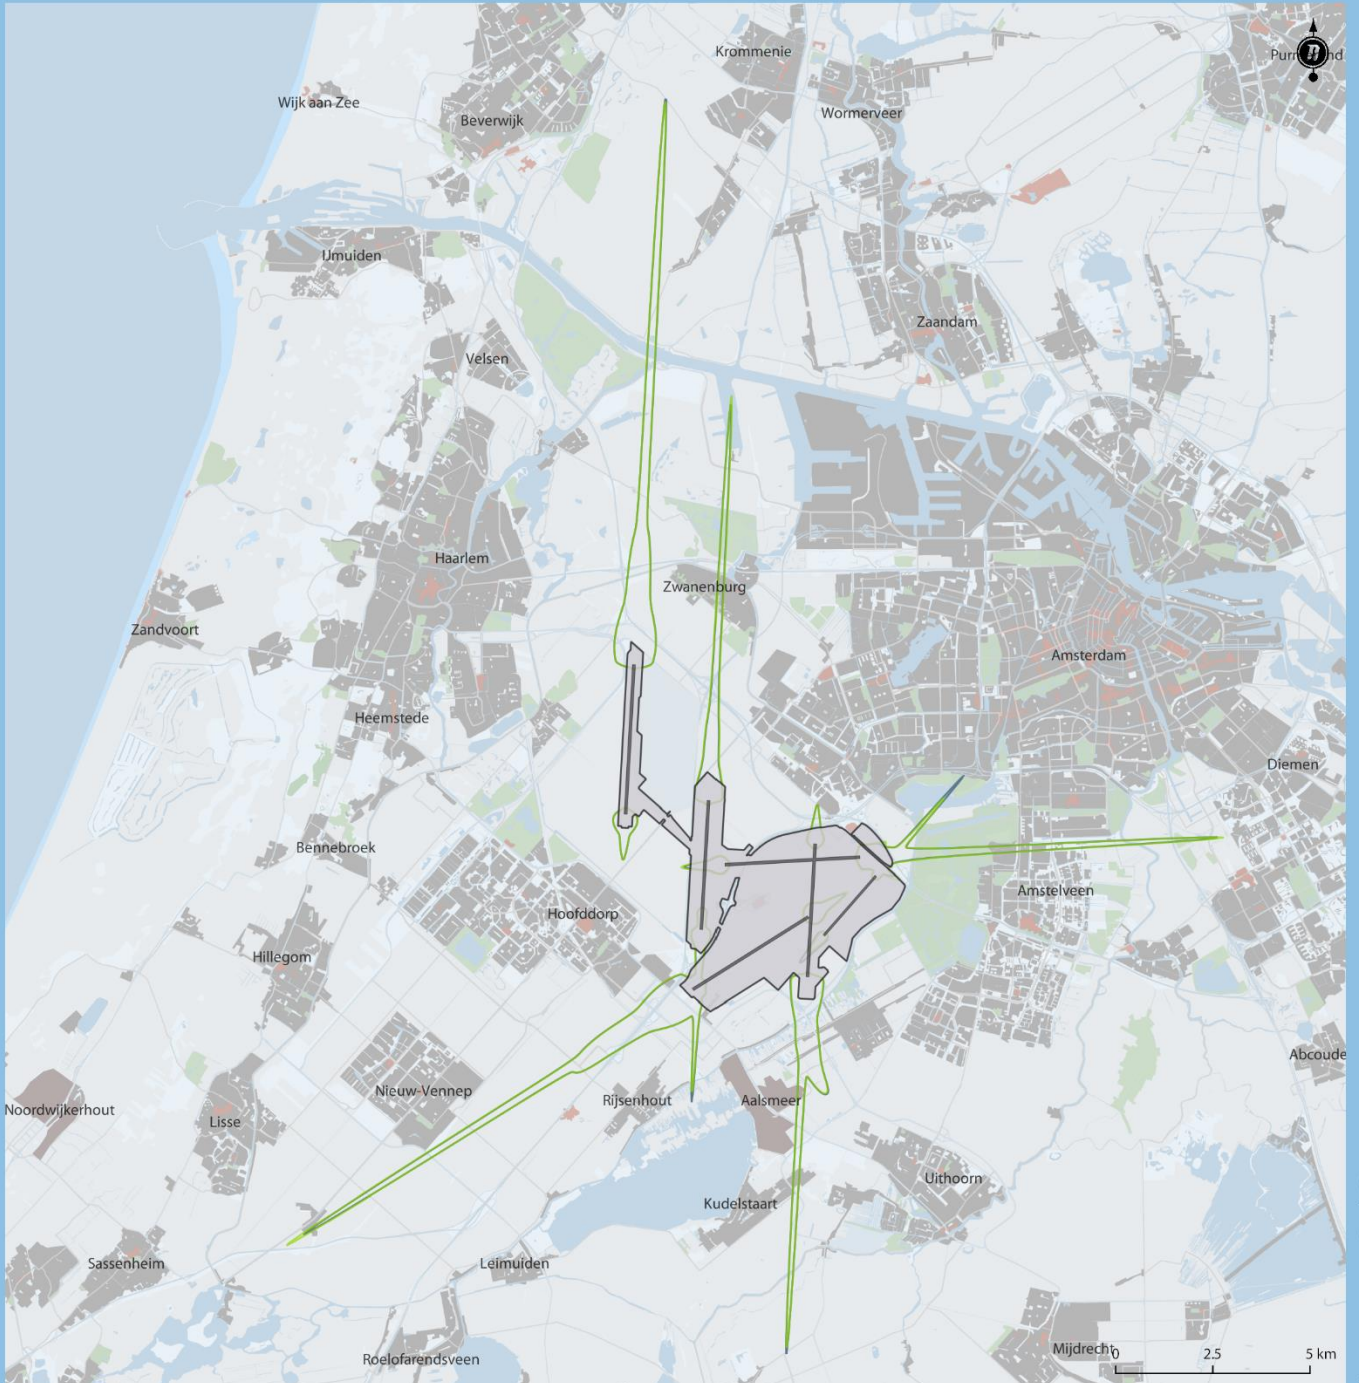 Krommenie
Purmerend
Wijk aan Zee
Wormerveer
Beverwijk
IJmuiden
Zaandam
Velsen
Haarlem
Zwanenburg
Zandvoort
Amsterdam
Heemstede
Diemen
Bennebroek
Amstelveen
Hoofddorp
Hillegom
Abcoude
Nieuw-Vennep
Rijsenhout
Aalsmeer
Noordwijkerhout
Lisse
Uithoorn
Kudelstaart
Sassenheim
Leimuiden
Mijdrecht
Roelofarendsveen
0 2.5 5 km